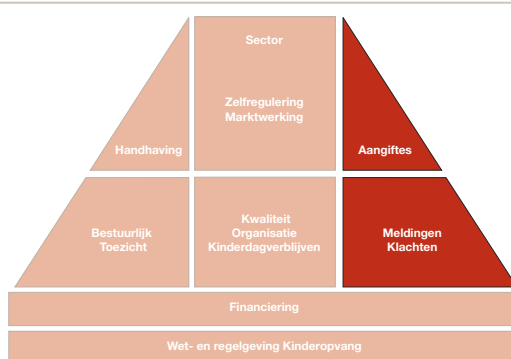 Sector
Zelfregulering
Marktwerking
Handhaving
Aangiftes
Bestuurlijk
Toezicht
Kwaliteit
Organisatie
Kinderdagverblijven
Meldingen
Klachten
Financiering
Wet- en regelgeving Kinderopvang